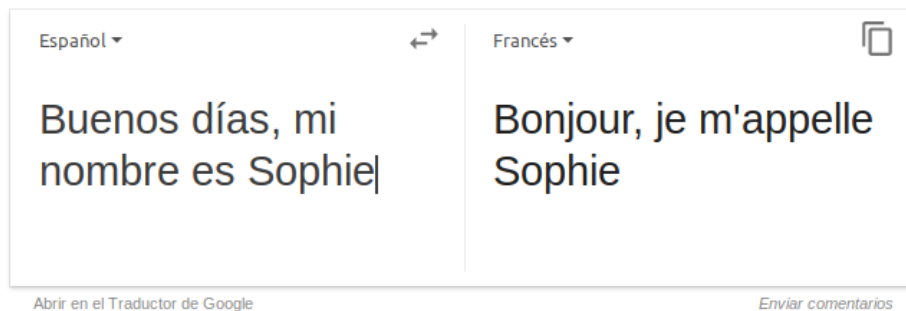 Español
Francés
Buenos días, mi
nombre es Sophie
Bonjour, je m'appelle
Sophie
Abrir en el Traductor de Google
Enviar comentarios